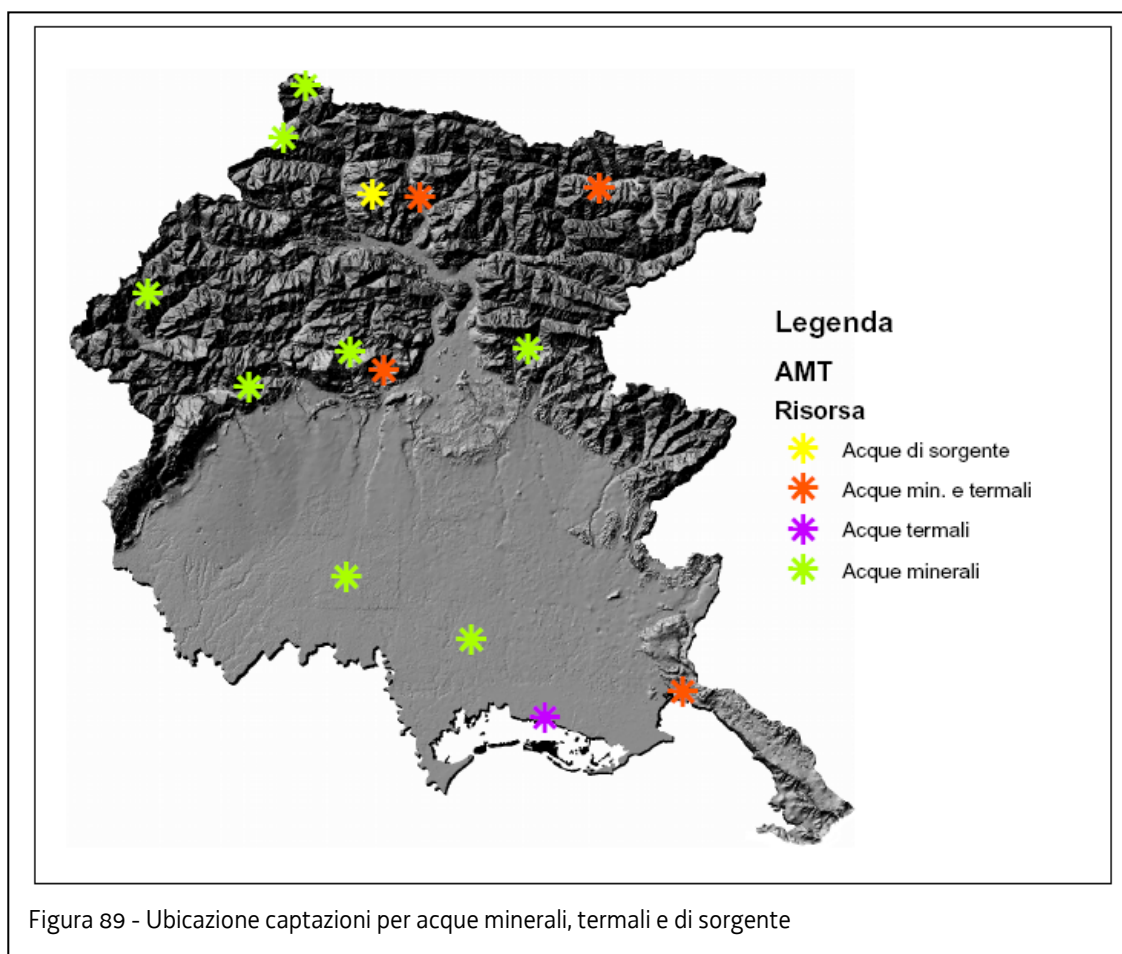 Legenda
AMT
Risorsa
Acque di sorgente
Acque min. e termali
Acque termali
Acque minerali
Figura 89 - Ubicazione captazioni per acque minerali, termali e di sorgente